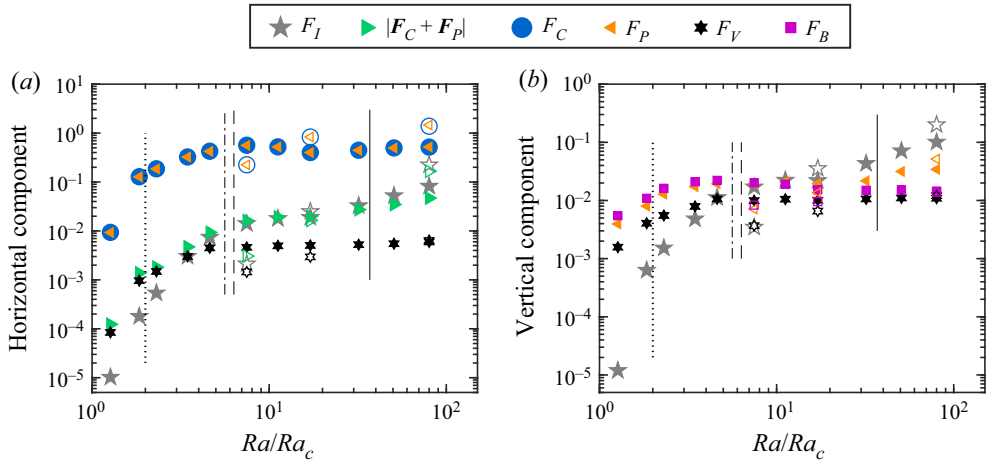 F_I |F_C + F_P| F_C F_P F_V F_B
(a)
Horizontal component
10^1
10^0
10^-1
10^-2
10^-3
10^-4
10^-5
10^0 10^1 10^2
Ra/Ra_c
(b)
Vertical component
10^0
10^-1
10^-2
10^-3
10^-4
10^-5
10^0 10^1 10^2
Ra/Ra_c